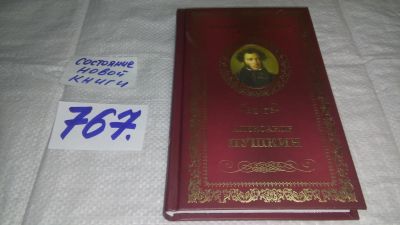 СОСТОЯНИЕ
НОВОЙ
КНИГИ
767.
АЛЕКСАНДР
ПУШКИН